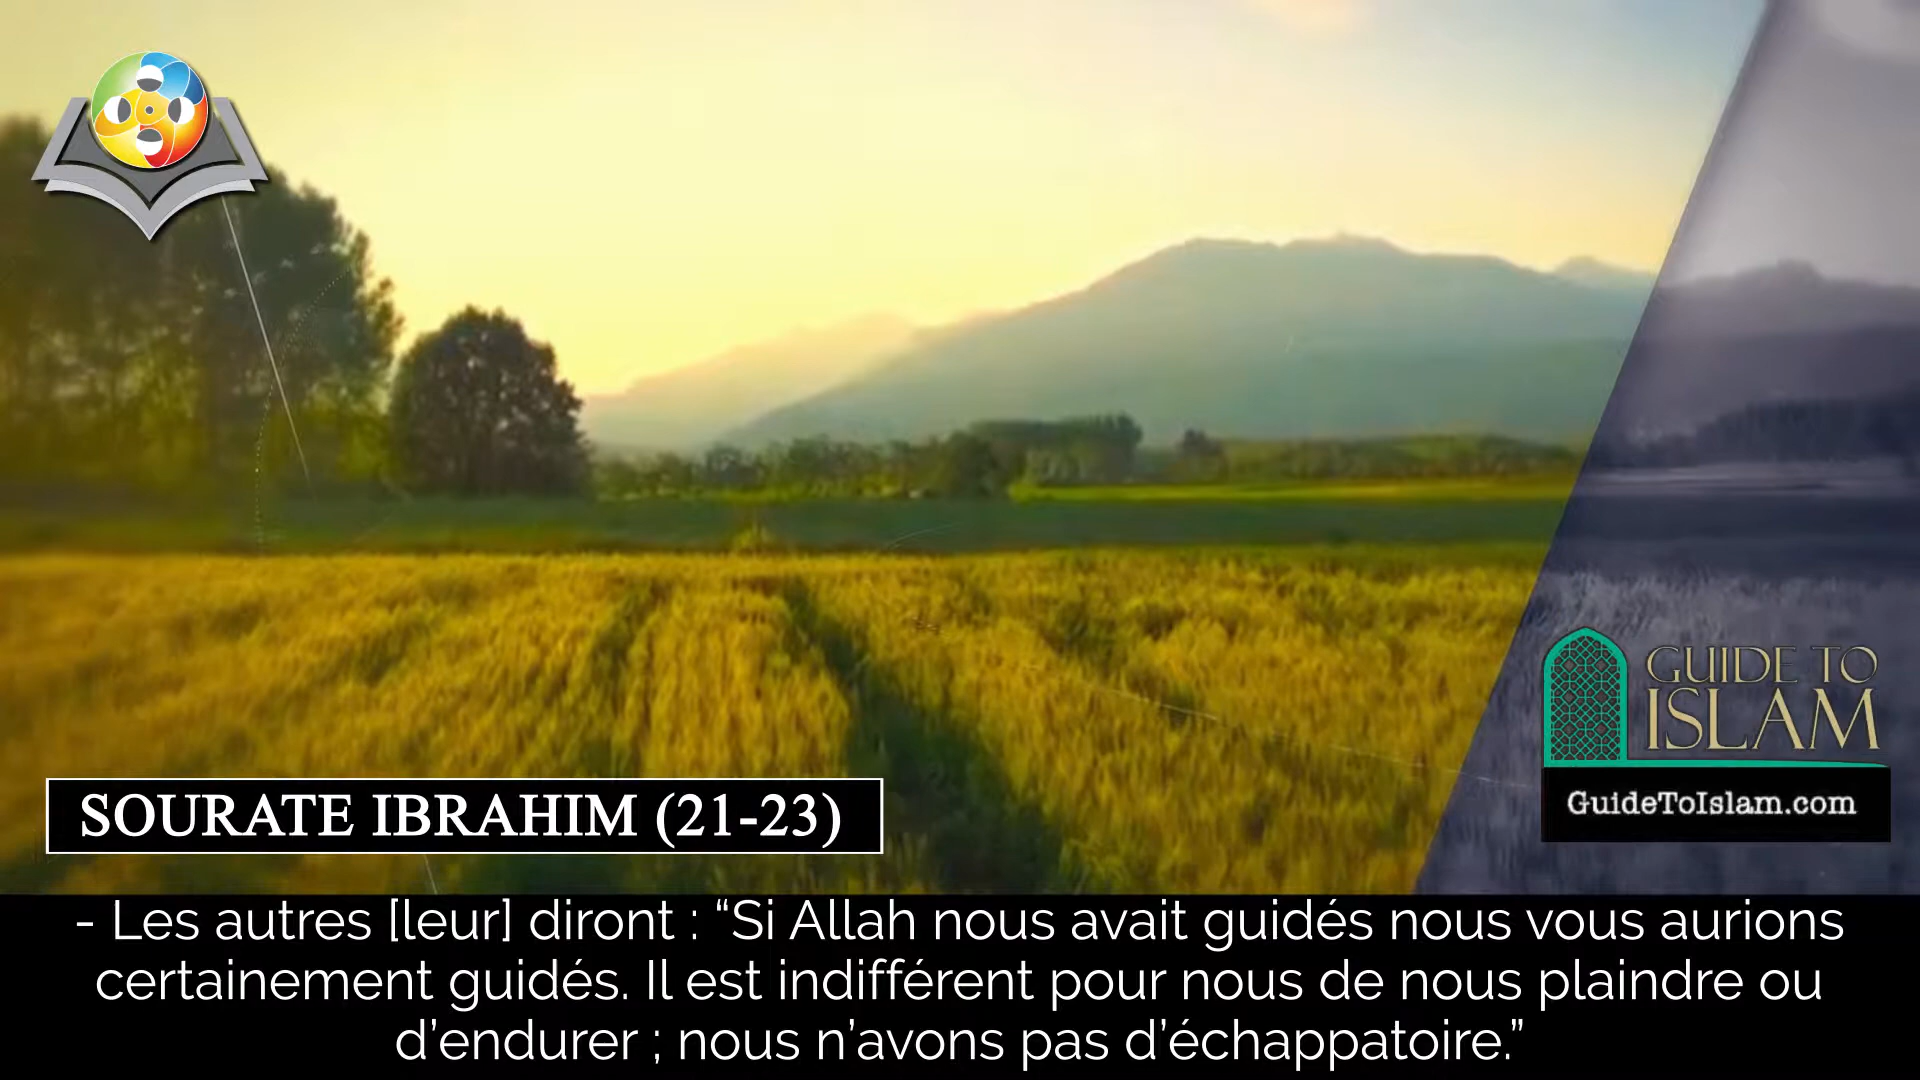 GUIDE TO
ISLAM
GuideToIslam.com
SOURATE IBRAHIM (21-23)
- Les autres [leur] diront : “Si Allah nous avait guidés nous vous aurions
certainement guidés. Il est indifférent pour nous de nous plaindre ou
d’endurer ; nous n’avons pas d’échappatoire.”